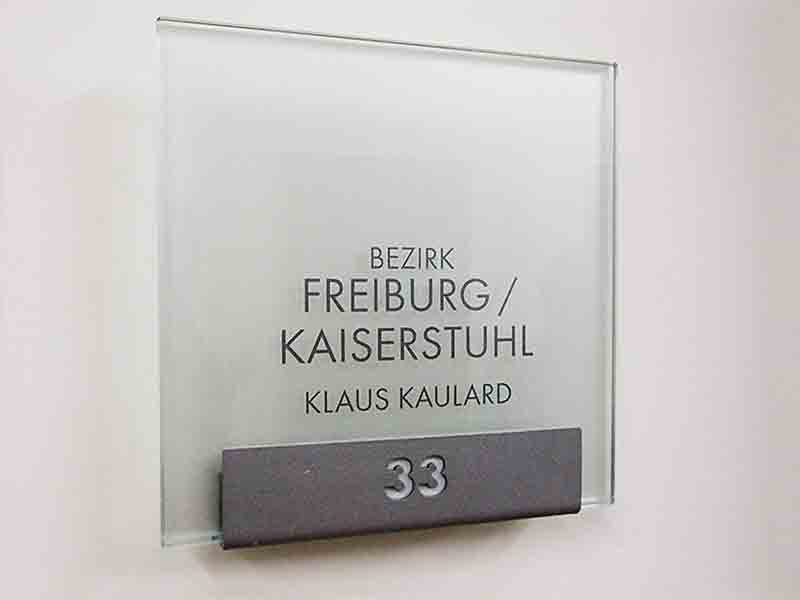 BEZIRK
FREIBURG /
KAISERSTUHL
KLAUS KAULARD
33